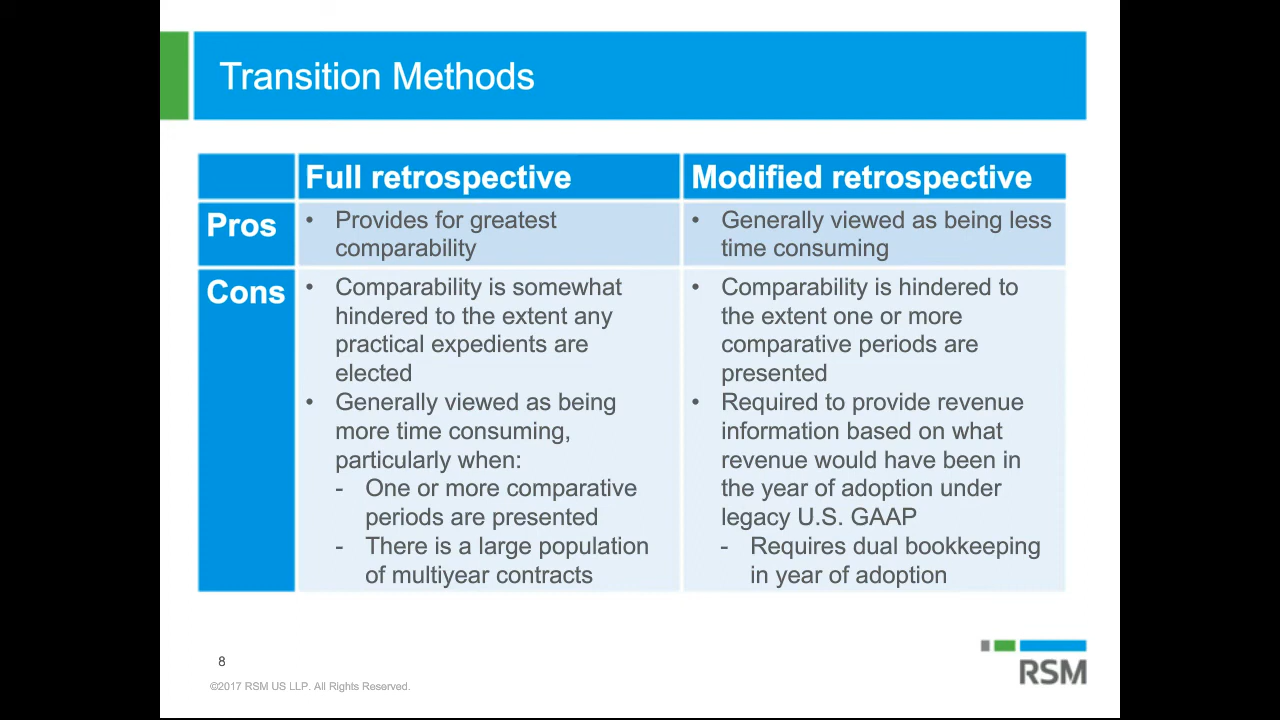 Transition Methods
Full retrospective
Modified retrospective
Pros
• Provides for greatest
comparability
• Generally viewed as being less
time consuming
Cons
• Comparability is somewhat
hindered to the extent any
practical expedients are
elected
• Generally viewed as being
more time consuming,
particularly when:
- One or more comparative
periods are presented
- There is a large population
of multiyear contracts
• Comparability is hindered to
the extent one or more
comparative periods are
presented
• Required to provide revenue
information based on what
revenue would have been in
the year of adoption under
legacy U.S. GAAP
- Requires dual bookkeeping
in year of adoption
8
©2017 RSM US LLP. All Rights Reserved.
RSM